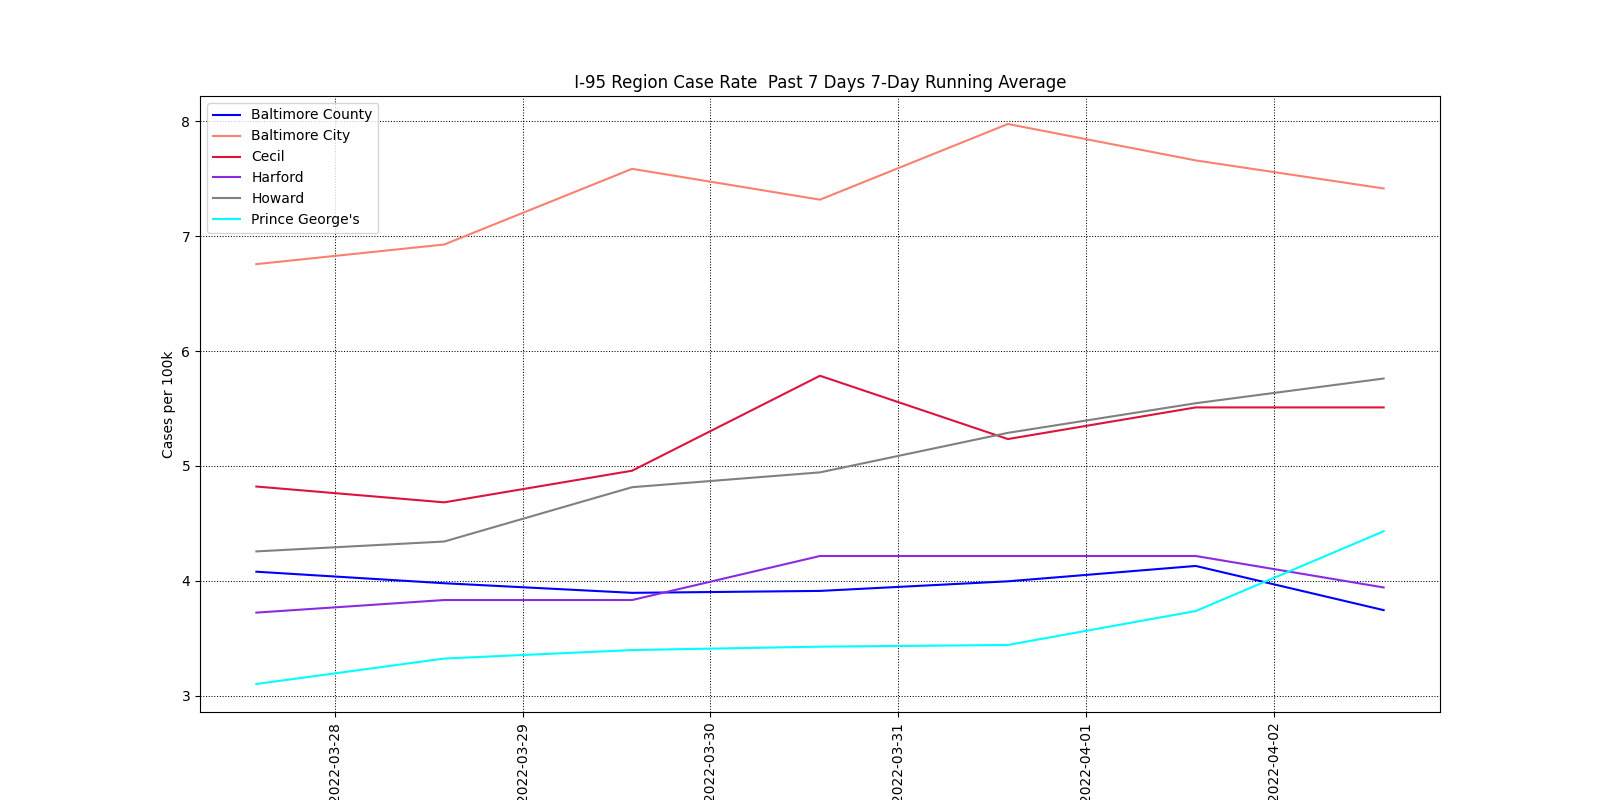 I-95 Region Case Rate  Past 7 Days 7-Day Running Average
Baltimore County
Baltimore City
Cecil
Harford
Howard
Prince George's
Cases per 100k
8
7
6
5
4
3
2022-03-28
2022-03-29
2022-03-30
2022-03-31
2022-04-01
2022-04-02